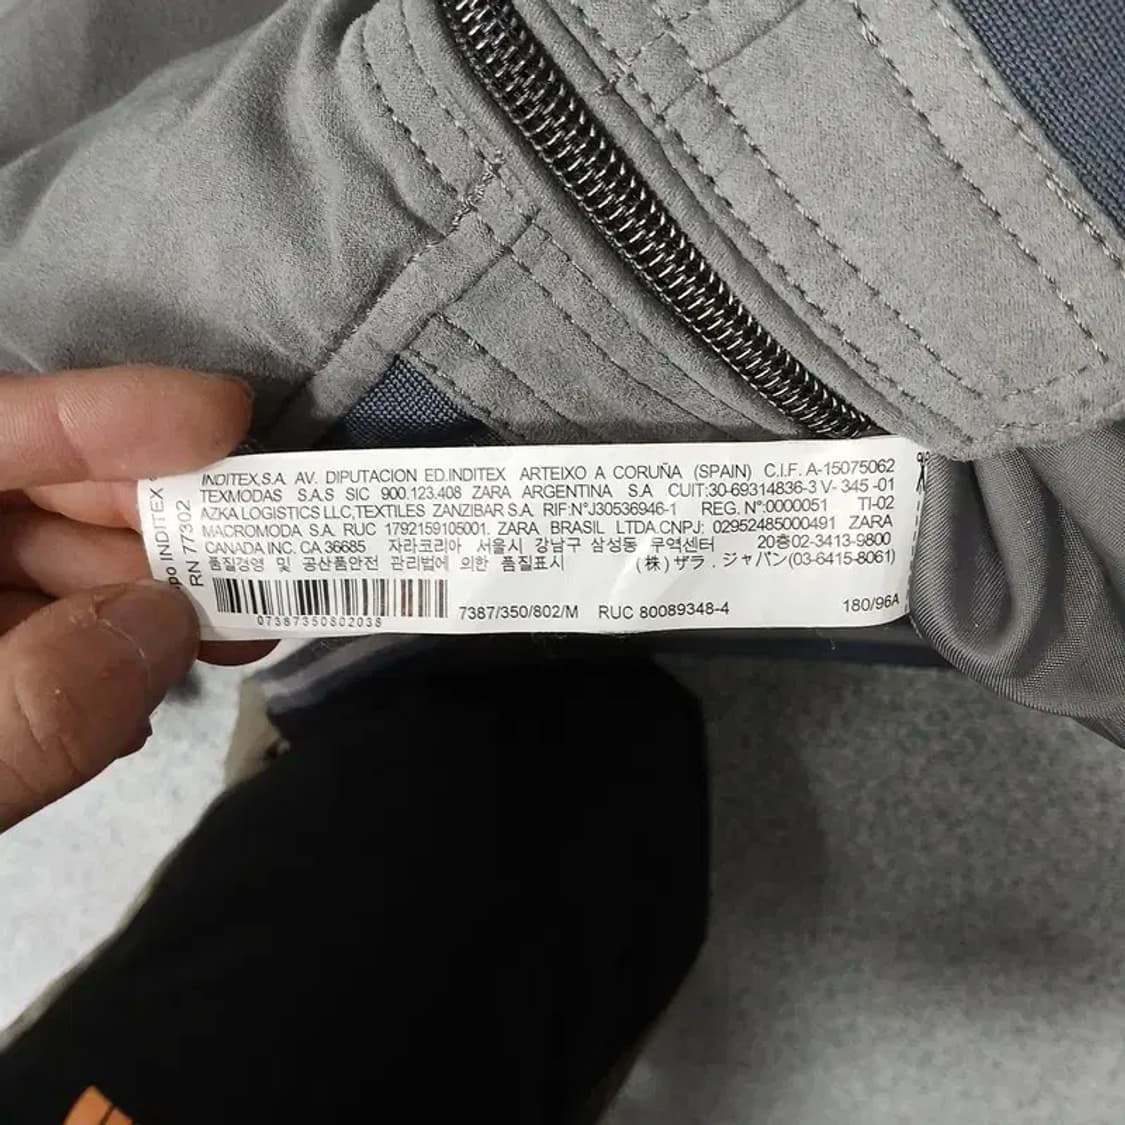 INDITEX,S.A. AV. DIPUTACION ED.INDITEX ARTEIXO A CORUÑA (SPAIN) C.I.F. A-15075062
TEXMODAS S.A.S SIC 900.123.408 ZARA ARGENTINA S.A CUIT:30-69314836-3 V- 345 -01
AZKA LOGISTICS LLC,TEXTILES ZANZIBAR S.A. RIF:NºJ30536946-1 REG. Nº:0000051 TI-02
MACROMODA S.A. RUC 1792159105001. ZARA BRASIL LTDA.CNPJ: 02952485000491 ZARA
CANADA INC. CA 36685 자라코리아 서울시 강남구 삼성동 무역센터 20층02-3413-9800
품질경영 및 공산품안전 관리법에 의한 품질표시 (株)ザラ.ジャパン(03-6415-8061)
07387350802038
7387/350/802/M RUC 80089348-4 180/96A
po INDITEX
RN 77302